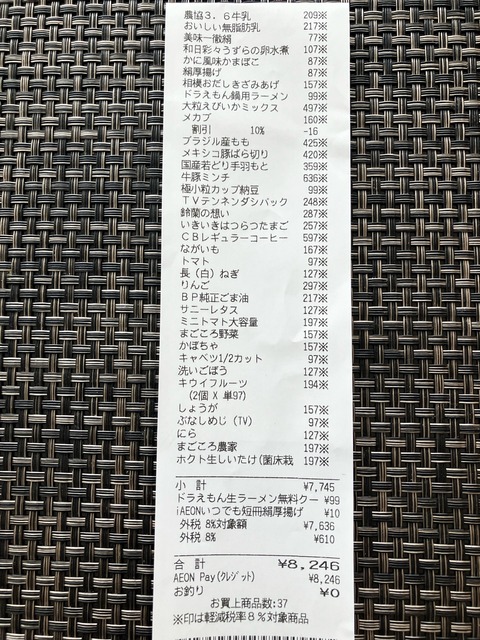 農協3.6牛乳 209※
おいしい無脂肪乳 217※
美味一徹絹 77※
和日彩々うずらの卵水煮 107※
かに風味かまぼこ 87※
絹厚揚げ 87※
相模おだしきざみあげ 157※
ドラえもん鍋用ラーメン 99※
大粒えびいかミックス 497※
メカブ 160※
割引 10% -16
ブラジル産もも 425※
メキシコ豚ばら切り 420※
国産若どり手羽もと 359※
牛豚ミンチ 636※
極小粒カップ納豆 99※
TVテンネンダシパック 248※
鈴蘭の想い 287※
いきいきはつらつたまご 257※
CBレギュラーコーヒー 597※
ながいも 167※
トマト 97※
長(白)ねぎ 127※
りんご 297※
BP純正ごま油 217※
サニーレタス 127※
ミニトマト大容量 197※
まごころ野菜 157※
かぼちゃ 157※
キャベツ1/2カット 97※
洗いごぼう 127※
キウイフルーツ 194※
(2個 X 単97)
しょうが 157※
ぶなしめじ(TV) 97※
にら 127※
まごころ農家 197※
ホクト生しいたけ(菌床栽 197※
小 計 ¥7,745
ドラえもん生ラーメン無料クー ¥99
iAEONいつでも短冊絹厚揚げ ¥10
外税 8%対象額 ¥7,636
外税 8% ¥610
合 計 ¥8,246
AEON Pay(クレジット) ¥8,246
お釣り ¥0
お買上商品数:37
※印は軽減税率8%対象商品